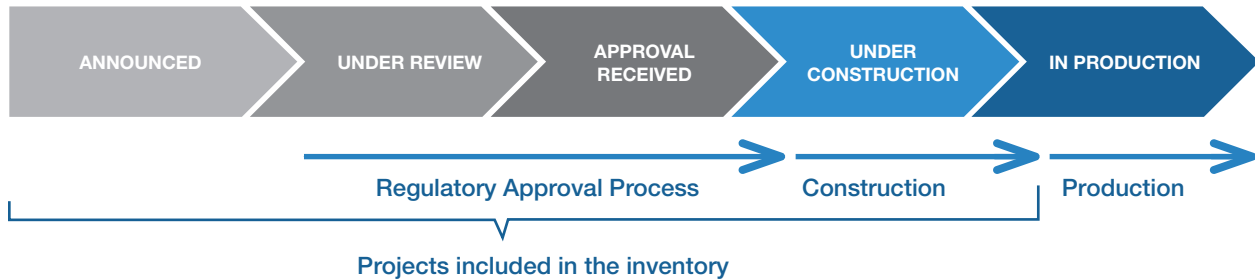 ANNOUNCED
UNDER REVIEW
APPROVAL
RECEIVED
UNDER
CONSTRUCTION
IN PRODUCTION
Regulatory Approval Process
Construction
Production
Projects included in the inventory